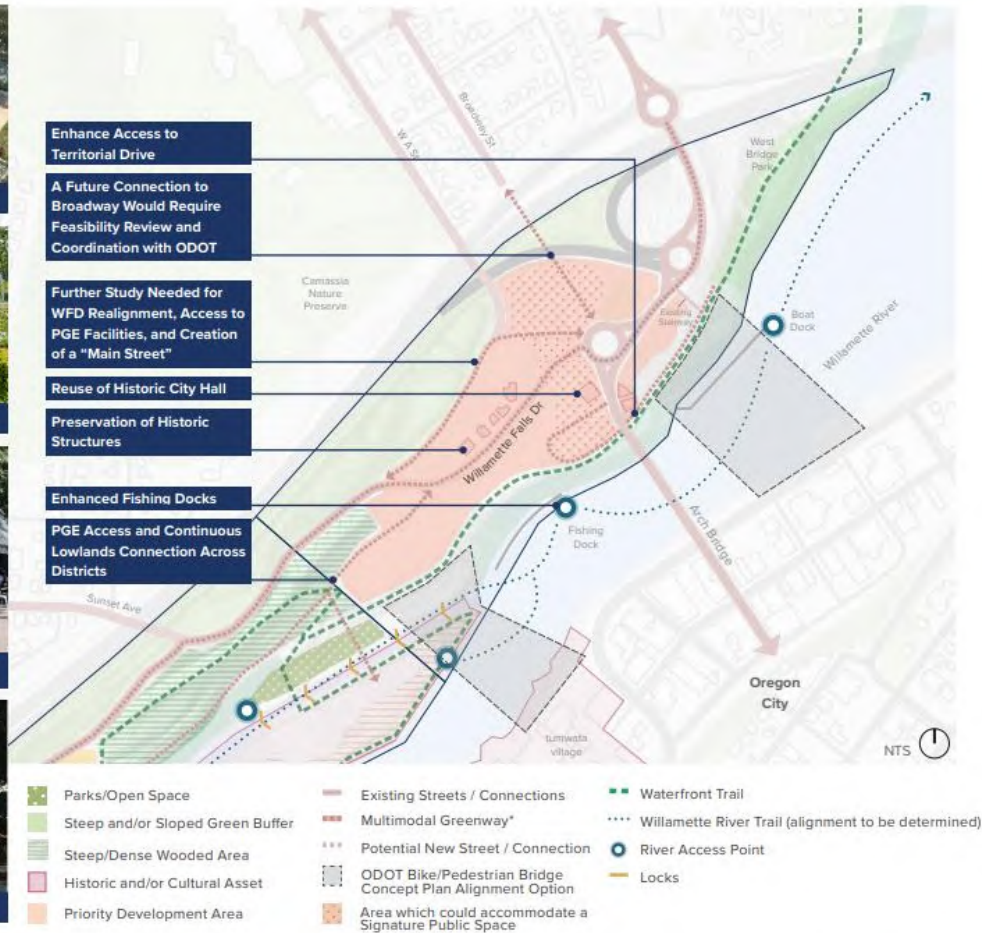 Enhance Access to
Territorial Drive
A Future Connection to
Broadway Would Require
Feasibility Review and
Coordination with ODOT
Further Study Needed for
WFD Realignment, Access to
PGE Facilities, and Creation
of a “Main Street”
Reuse of Historic City Hall
Preservation of Historic
Structures
Enhanced Fishing Docks
PGE Access and Continuous
Lowlands Connection Across
Districts
W A St
Broadway St
West
Bridge
Park
Camassia
Nature
Preserve
Existing
Stairway
Boat
Dock
Willamette River
Willamette Falls Dr
Fishing
Dock
Arch Bridge
Sunset Ave
Oregon
City
tumwata
village
NTS
Parks/Open Space
Steep and/or Sloped Green Buffer
Steep/Dense Wooded Area
Historic and/or Cultural Asset
Priority Development Area
Existing Streets / Connections
Multimodal Greenway*
Potential New Street / Connection
ODOT Bike/Pedestrian Bridge
Concept Plan Alignment Option
Area which could accommodate a
Signature Public Space
Waterfront Trail
Willamette River Trail (alignment to be determined)
River Access Point
Locks